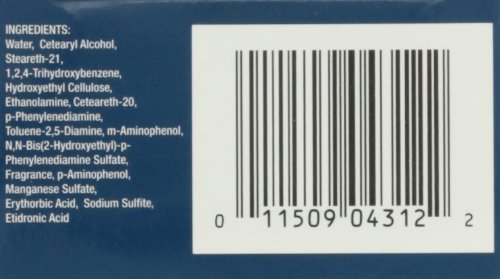 INGREDIENTS:
Water, Cetearyl Alcohol,
Steareth-21,
1,2,4-Trihydroxybenzene,
Hydroxyethyl Cellulose,
Ethanolamine, Ceteareth-20,
p-Phenylenediamine,
Toluene-2,5-Diamine, m-Aminophenol,
N,N-Bis(2-Hydroxyethyl)-p-
Phenylenediamine Sulfate,
Fragrance, p-Aminophenol,
Manganese Sulfate,
Erythorbic Acid, Sodium Sulfite,
Etidronic Acid
0 11509 04312 2